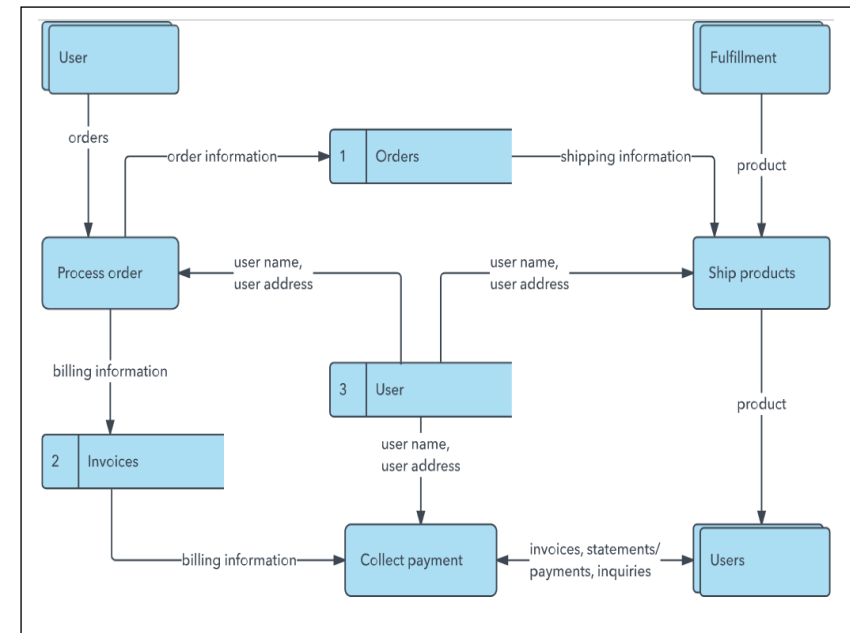 User
Fulfillment
orders
order information
1
Orders
shipping information
product
Process order
user name,
user address
user name,
user address
Ship products
billing information
3
User
product
user name,
user address
2
Invoices
billing information
Collect payment
invoices, statements/
payments, inquiries
Users